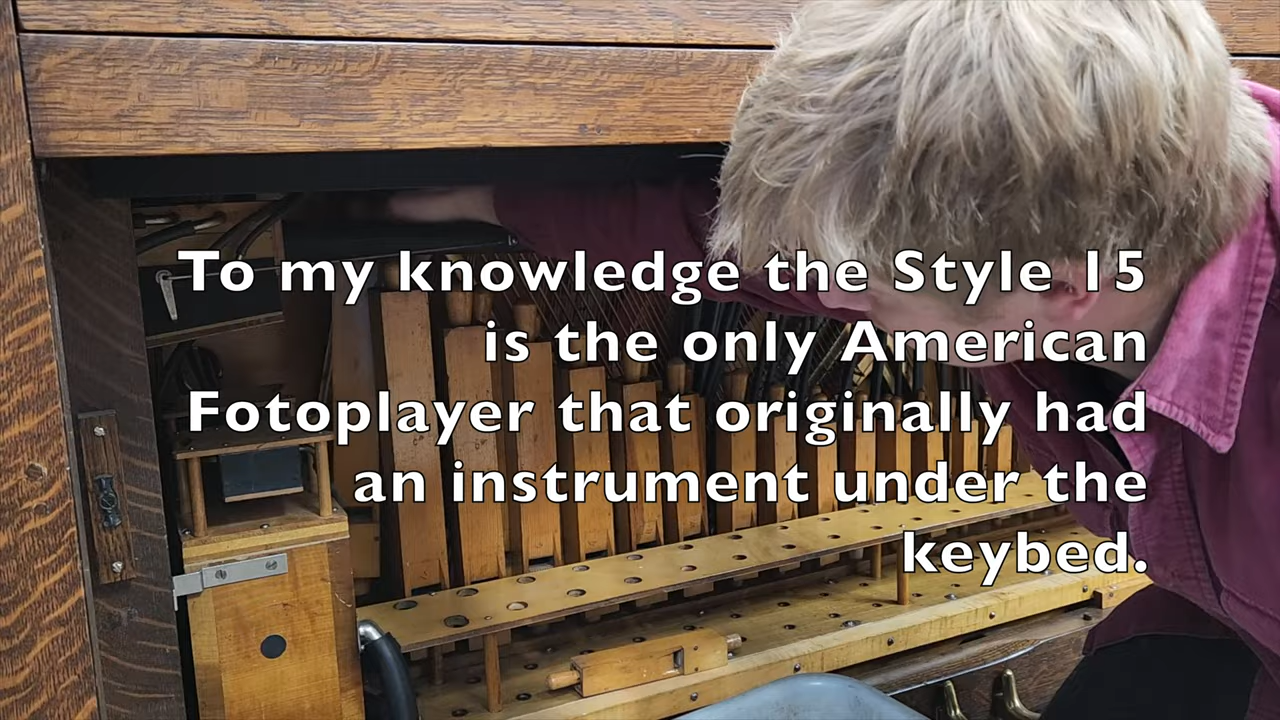 To my knowledge the Style 15
is the only American
Fotoplayer that originally had
an instrument under the
keybed.